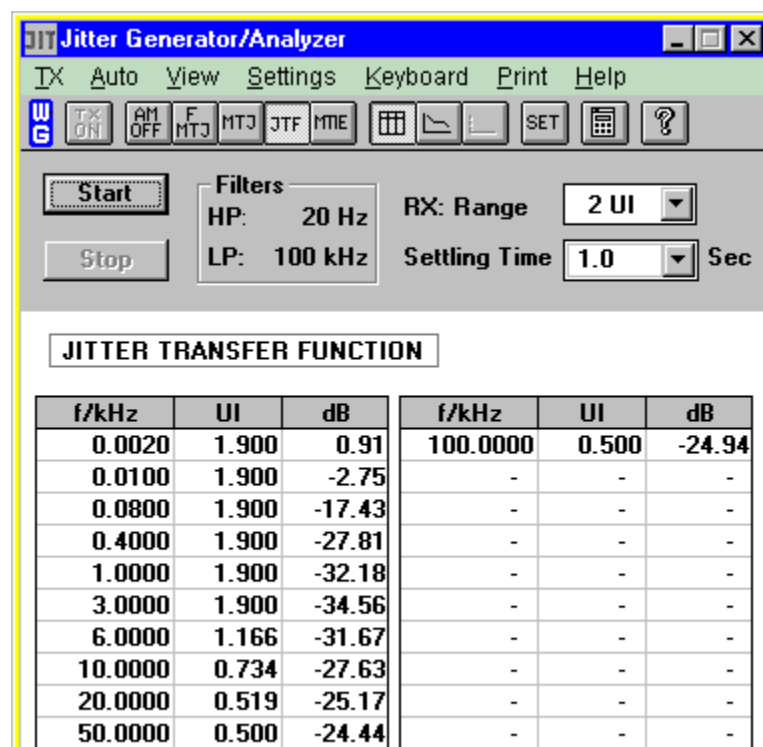 JIT Jitter Generator/Analyzer
TX Auto View Settings Keyboard Print Help
WG TX ON AM OFF F MTJ MTJ JTF MTIE SET ?
Start
Stop
Filters
HP: 20 Hz
LP: 100 kHz
RX: Range 2 UI
Settling Time 1.0 Sec
JITTER TRANSFER FUNCTION
f/kHz UI dB f/kHz UI dB
0.0020 1.900 0.91 100.0000 0.500 -24.94
0.0100 1.900 -2.75 - - -
0.0800 1.900 -17.43 - - -
0.4000 1.900 -27.81 - - -
1.0000 1.900 -32.18 - - -
3.0000 1.900 -34.56 - - -
6.0000 1.166 -31.67 - - -
10.0000 0.734 -27.63 - - -
20.0000 0.519 -25.17 - - -
50.0000 0.500 -24.44 - - -